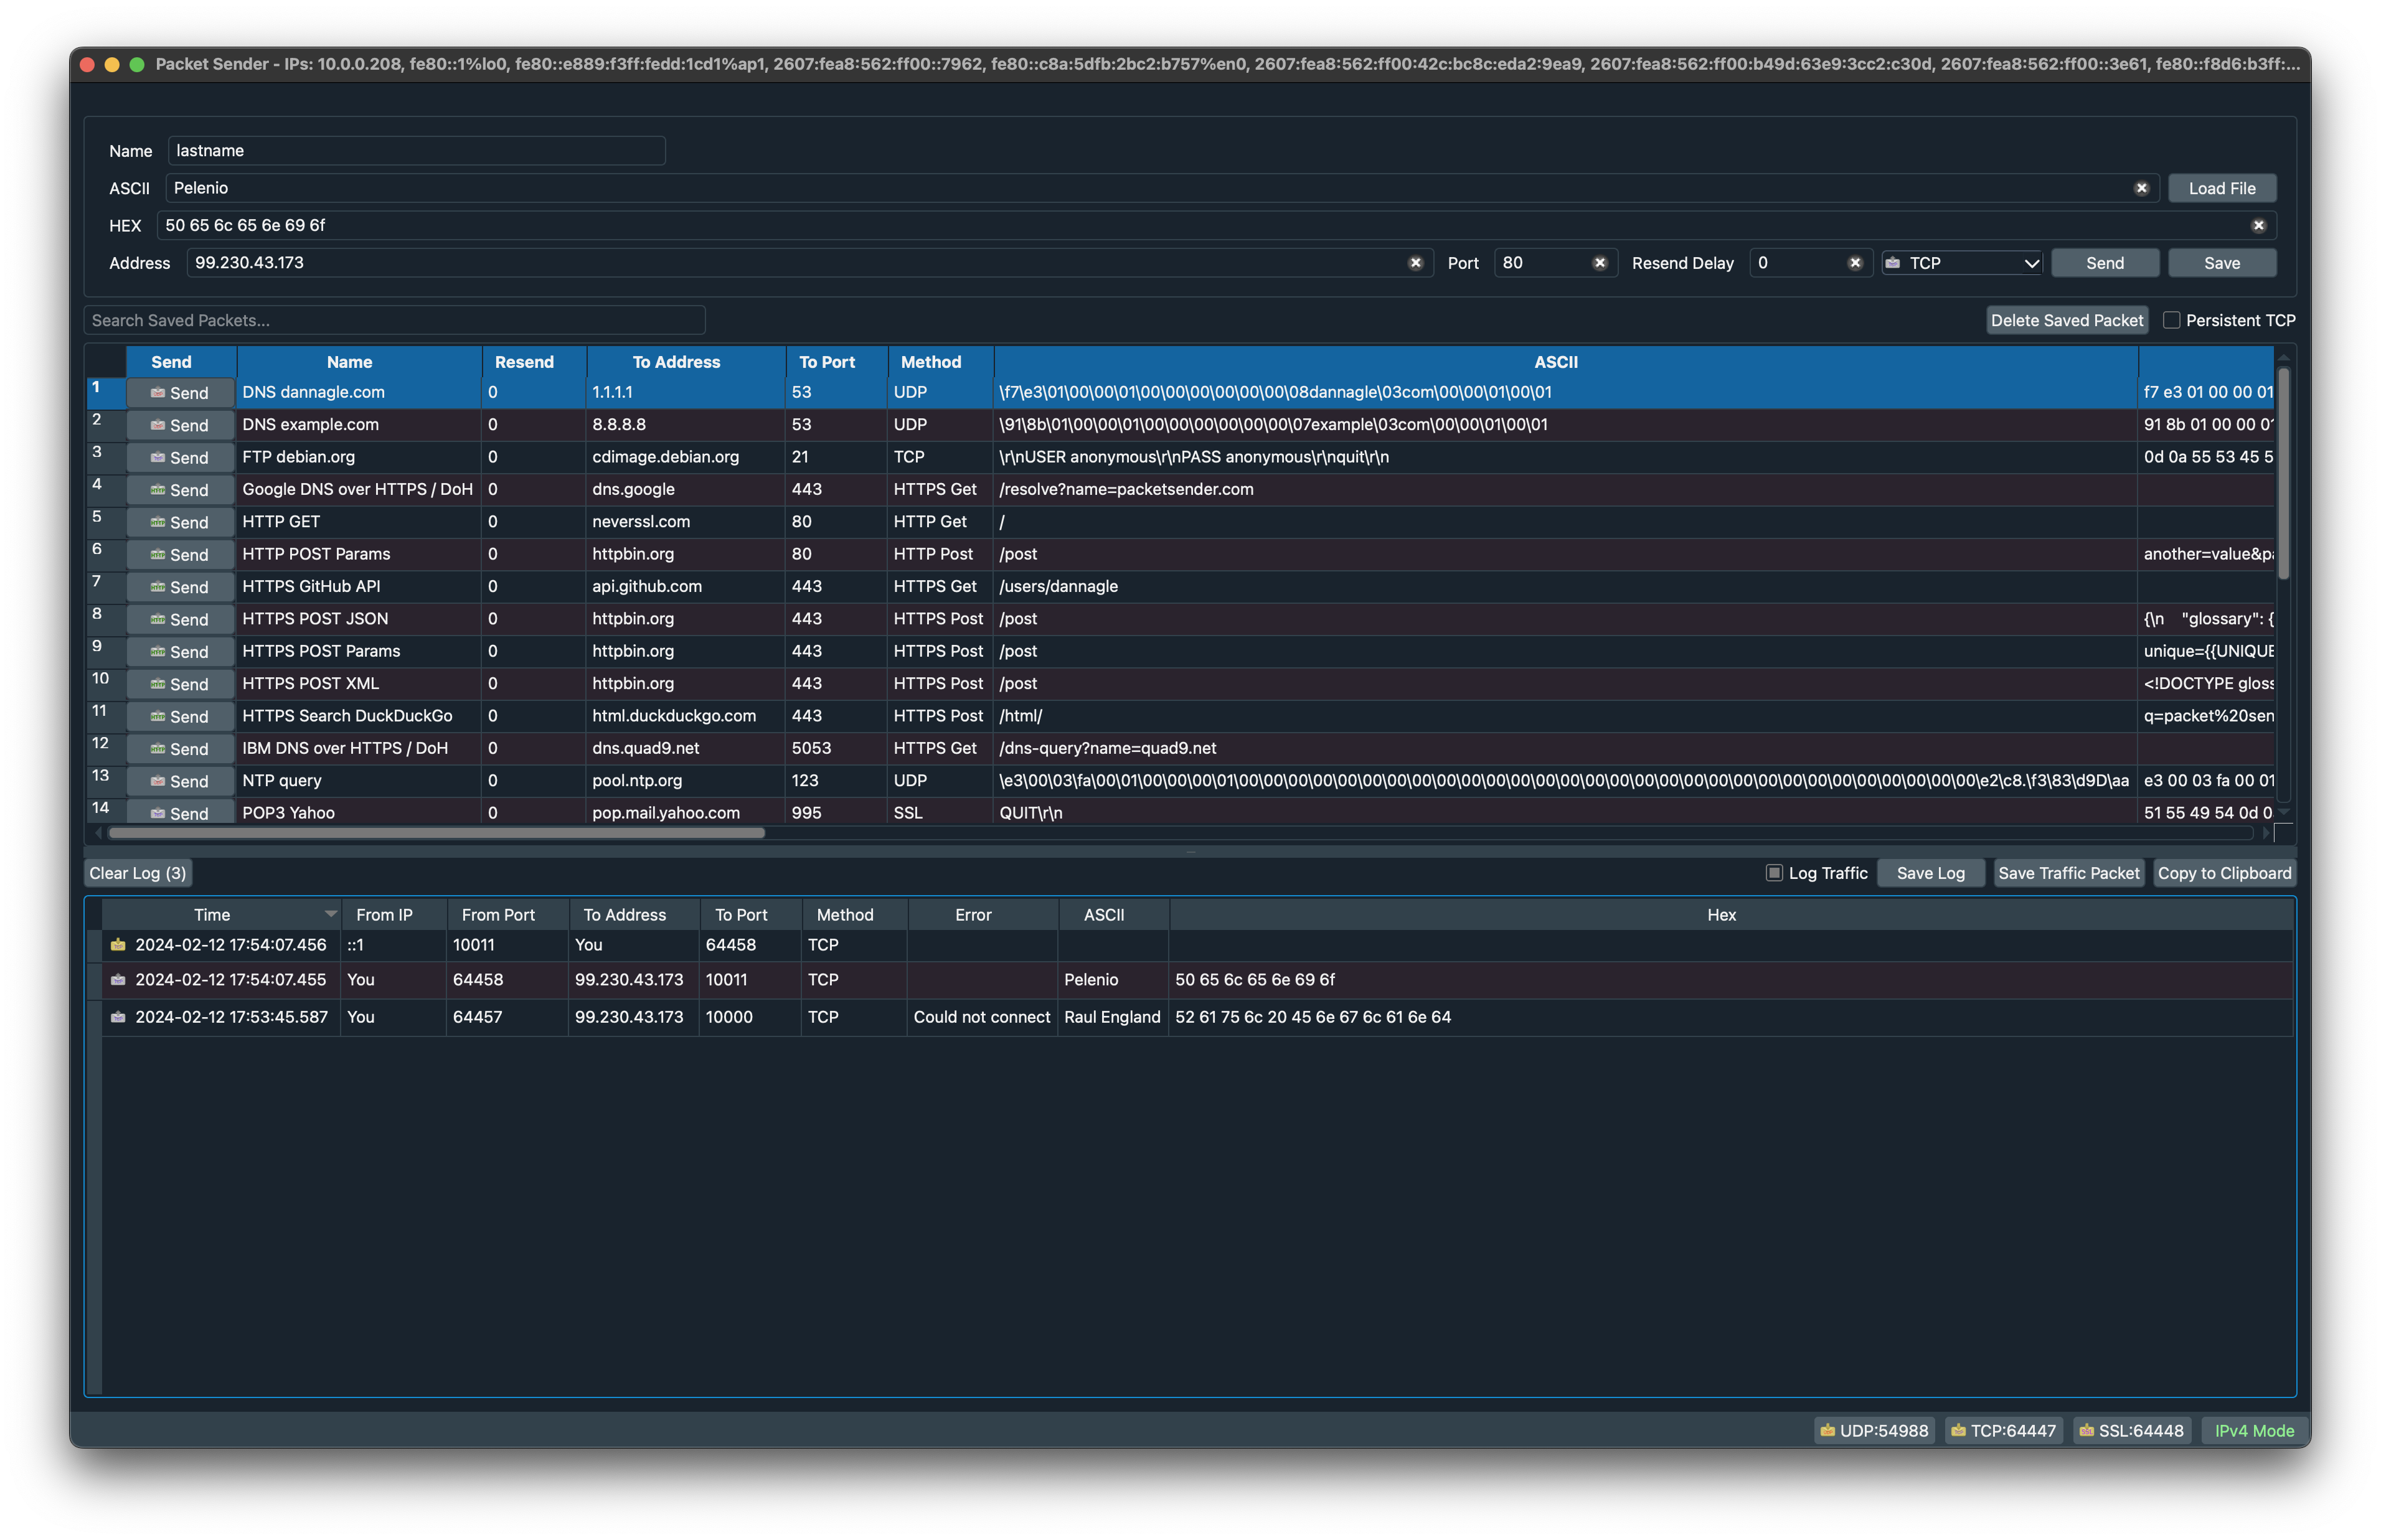 Packet Sender - IPs: 10.0.0.208, fe80::1%lo0, fe80::e889:f3ff:fedd:1cd1%ap1, 2607:fea8:562:ff00::7962, fe80::c8a:5dfb:2bc2:b757%en0, 2607:fea8:562:ff00:42c:bc8c:eda2:9ea9, 2607:fea8:562:ff00:b49d:63e9:3cc2:c30d, 2607:fea8:562:ff00::3e61, fe80::f8d6:b3ff:...
Name lastname
ASCII Pelenio Load File
HEX 50 65 6c 65 6e 69 6f
Address 99.230.43.173 Port 80 Resend Delay 0 TCP Send Save
Search Saved Packets... Delete Saved Packet Persistent TCP
Send Name Resend To Address To Port Method ASCII
1 Send DNS dannagle.com 0 1.1.1.1 53 UDP \f7\e3\01\00\00\01\00\00\00\00\00\00\08dannagle\03com\00\00\01\00\01 f7 e3 01 00 00 01
2 Send DNS example.com 0 8.8.8.8 53 UDP \91\8b\01\00\00\01\00\00\00\00\00\00\07example\03com\00\00\01\00\01 91 8b 01 00 00 01
3 Send FTP debian.org 0 cdimage.debian.org 21 TCP \r\nUSER anonymous\r\nPASS anonymous\r\nquit\r\n 0d 0a 55 53 45 5
4 Send Google DNS over HTTPS / DoH 0 dns.google 443 HTTPS Get /resolve?name=packetsender.com
5 Send HTTP GET 0 neverssl.com 80 HTTP Get /
6 Send HTTP POST Params 0 httpbin.org 80 HTTP Post /post another=value&pa
7 Send HTTPS GitHub API 0 api.github.com 443 HTTPS Get /users/dannagle
8 Send HTTPS POST JSON 0 httpbin.org 443 HTTPS Post /post {\n "glossary": {
9 Send HTTPS POST Params 0 httpbin.org 443 HTTPS Post /post unique={{UNIQUE
10 Send HTTPS POST XML 0 httpbin.org 443 HTTPS Post /post <!DOCTYPE gloss
11 Send HTTPS Search DuckDuckGo 0 html.duckduckgo.com 443 HTTPS Post /html/ q=packet%20sen
12 Send IBM DNS over HTTPS / DoH 0 dns.quad9.net 5053 HTTPS Get /dns-query?name=quad9.net
13 Send NTP query 0 pool.ntp.org 123 UDP \e3\00\03\fa\00\01\00\00\00\01\00\00\00\00\00\00\00\00\00\00\00\00\00\00\00\00\00\00\00\00\00\00\00\00\00\00\00\00\00\00\e2\c8.\f3\83\d9D\aa e3 00 03 fa 00 01
14 Send POP3 Yahoo 0 pop.mail.yahoo.com 995 SSL QUIT\r\n 51 55 49 54 0d 0
Clear Log (3) Log Traffic Save Log Save Traffic Packet Copy to Clipboard
Time From IP From Port To Address To Port Method Error ASCII Hex
2024-02-12 17:54:07.456 ::1 10011 You 64458 TCP
2024-02-12 17:54:07.455 You 64458 99.230.43.173 10011 TCP Pelenio 50 65 6c 65 6e 69 6f
2024-02-12 17:53:45.587 You 64457 99.230.43.173 10000 TCP Could not connect Raul England 52 61 75 6c 20 45 6e 67 6c 61 6e 64
UDP:54988 TCP:64447 SSL:64448 IPv4 Mode